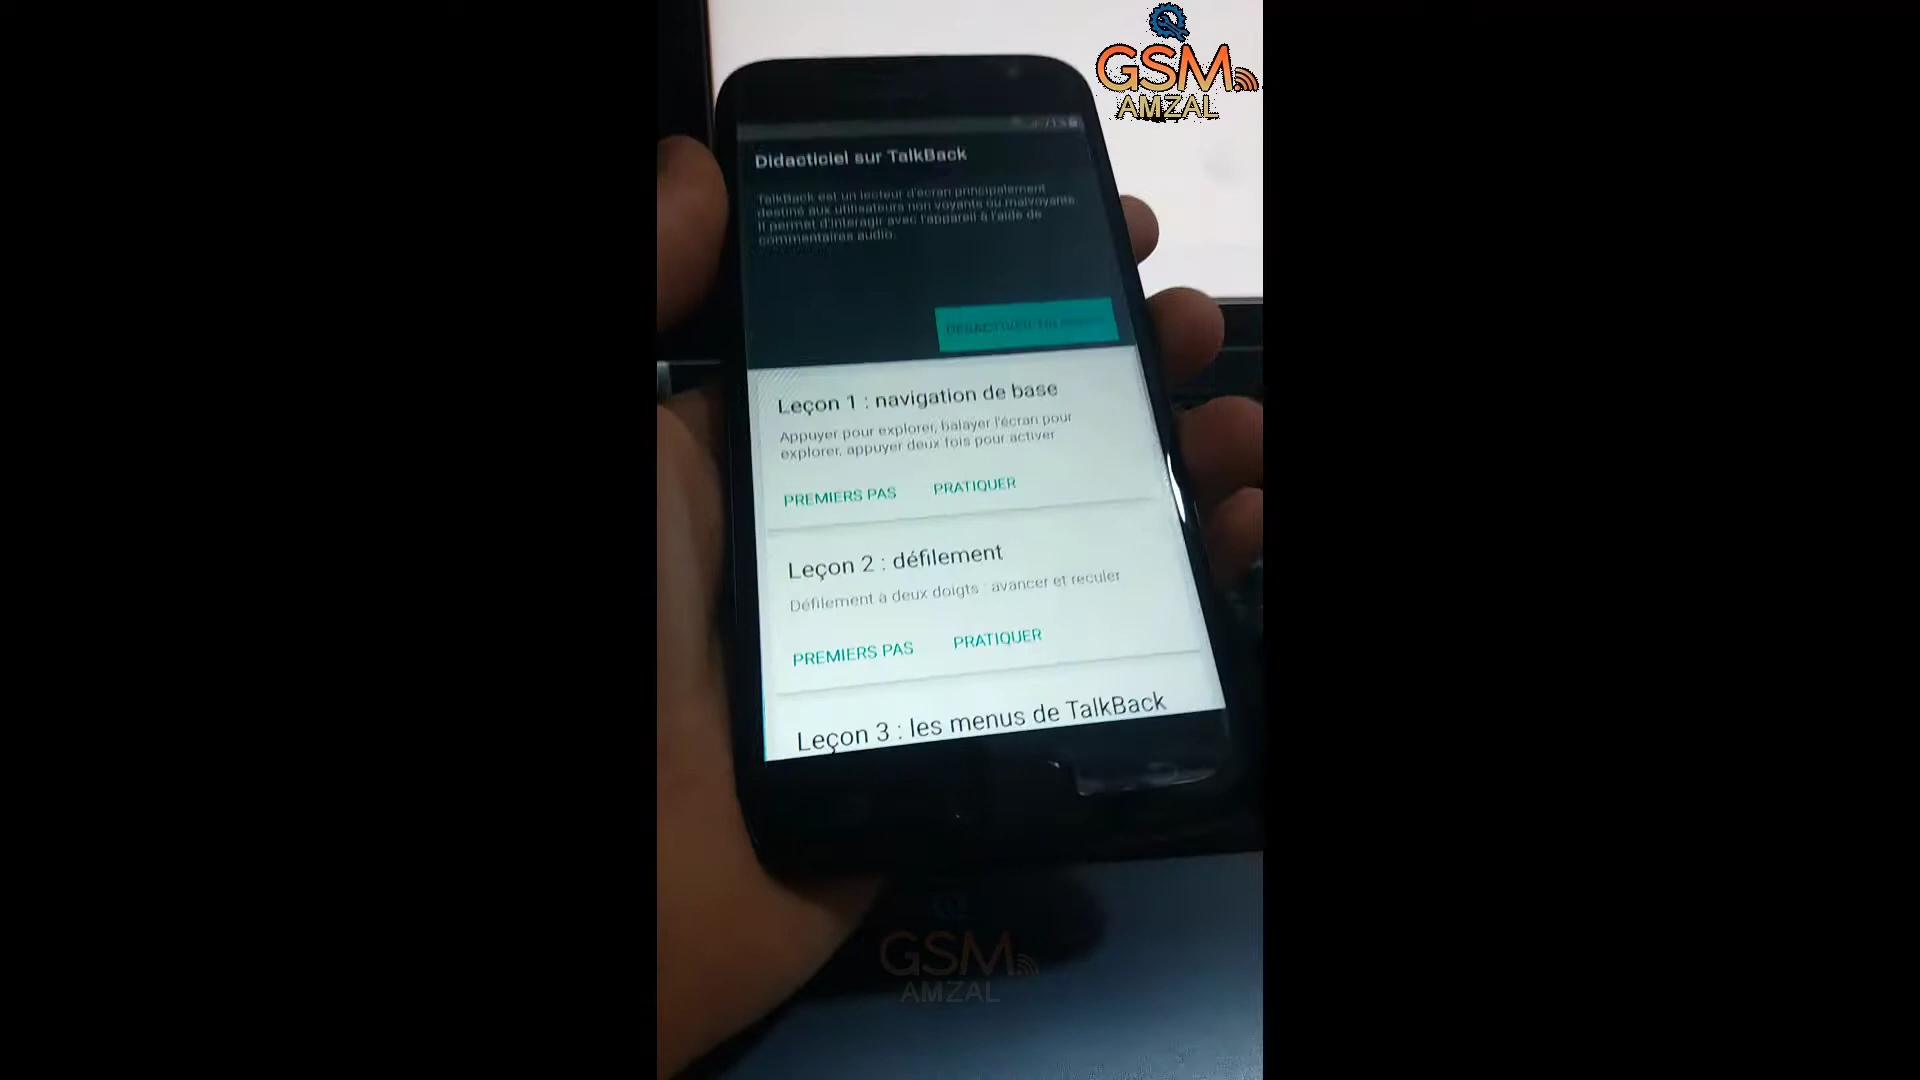 GSM
AMZAL
Didacticiel sur TalkBack
TalkBack est un lecteur d'écran principalement
destiné aux utilisateurs non voyants ou malvoyants.
Il permet d'interagir avec l'appareil à l'aide de
commentaires audio.
DÉSACTIVER TALKBACK
Leçon 1 : navigation de base
Appuyer pour explorer, balayer l'écran pour
explorer, appuyer deux fois pour activer
PREMIERS PAS PRATIQUER
Leçon 2 : défilement
Défilement à deux doigts : avancer et reculer
PREMIERS PAS PRATIQUER
Leçon 3 : les menus de TalkBack
GSM
AMZAL